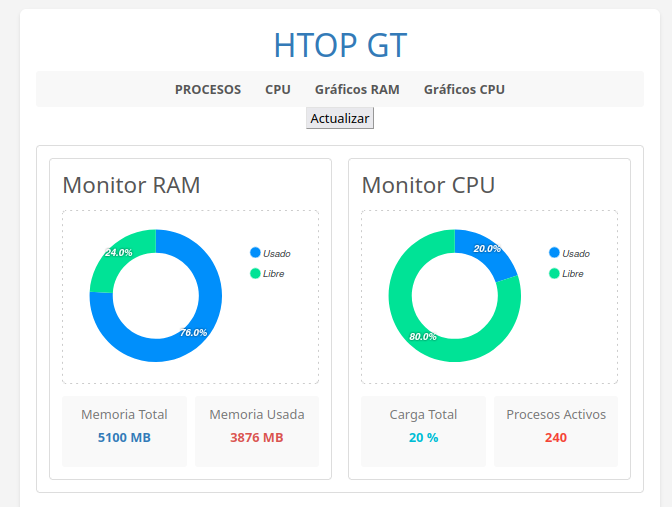 HTOP GT
PROCESOS CPU Gráficos RAM Gráficos CPU
Actualizar
Monitor RAM
24.0%
76.0%
Usado
Libre
Memoria Total
5100 MB
Memoria Usada
3876 MB
Monitor CPU
20.0%
80.0%
Usado
Libre
Carga Total
20 %
Procesos Activos
240